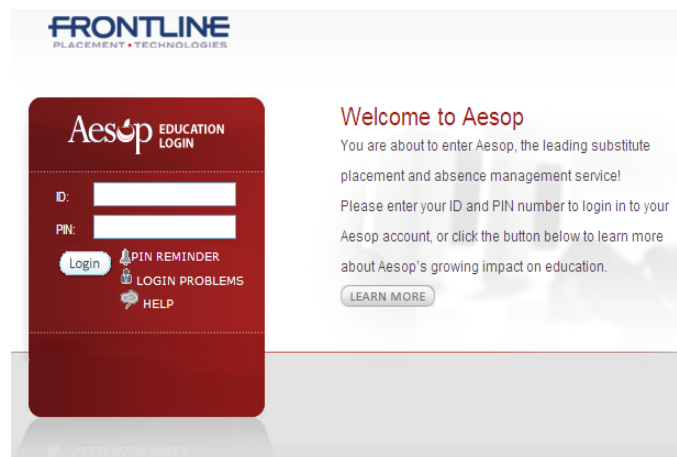 FRONTLINE
PLACEMENT • TECHNOLOGIES
Aesop EDUCATION
LOGIN
ID:
PIN:
Login
PIN REMINDER
LOGIN PROBLEMS
HELP
Welcome to Aesop
You are about to enter Aesop, the leading substitute
placement and absence management service!
Please enter your ID and PIN number to login in to your
Aesop account, or click the button below to learn more
about Aesop's growing impact on education.
LEARN MORE